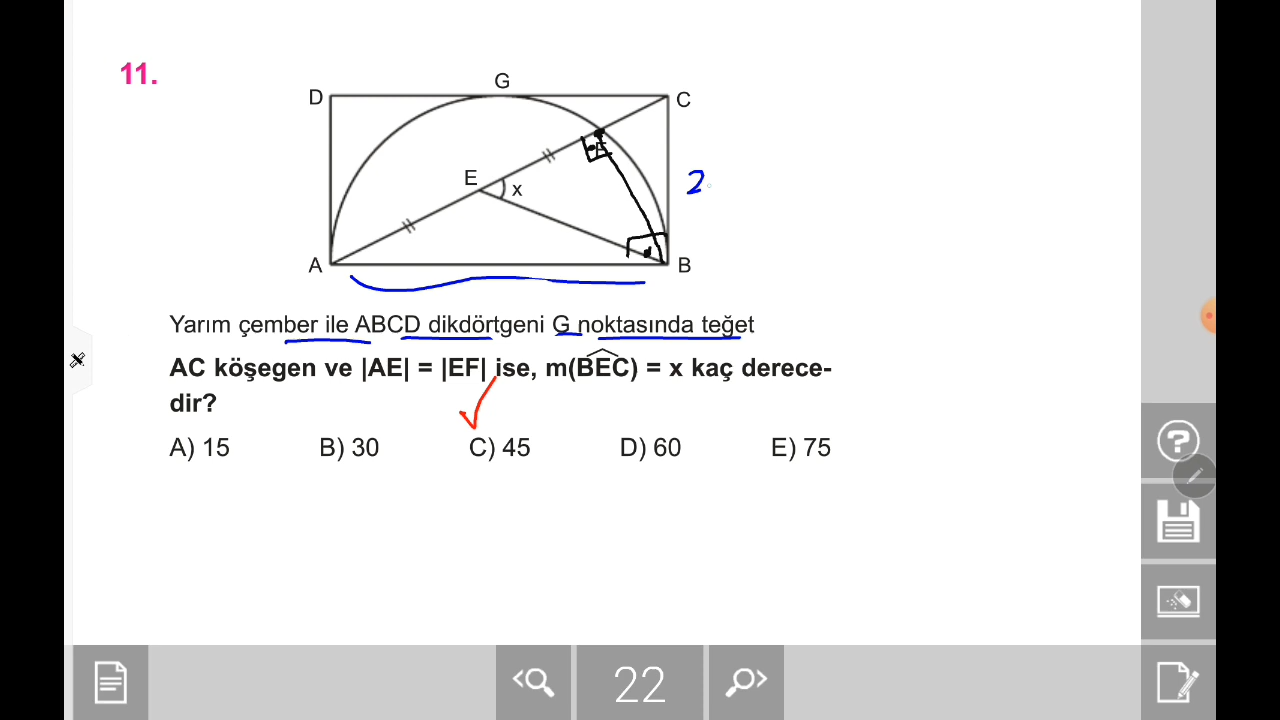 11.
G
D
C
F
E
x
2
A
B
Yarım çember ile ABCD dikdörtgeni G noktasında teğet
AC köşegen ve |AE| = |EF| ise, m(BEC) = x kaç derece-
dir?
A) 15 B) 30 C) 45 D) 60 E) 75
22